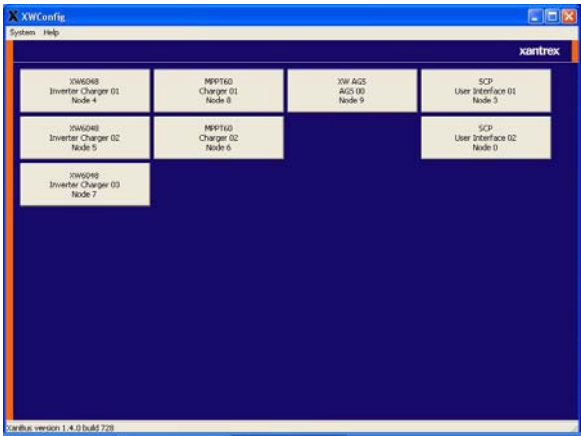 XWConfig
System Help
xantrex
XW6048
Inverter Charger 01
Node 4
MPPT60
Charger 01
Node 8
XW AGS
AGS 00
Node 9
SCP
User Interface 01
Node 3
XW6048
Inverter Charger 02
Node 5
MPPT60
Charger 02
Node 6
SCP
User Interface 02
Node 0
XW6048
Inverter Charger 03
Node 7
XanBus version 1.4.0 build 728